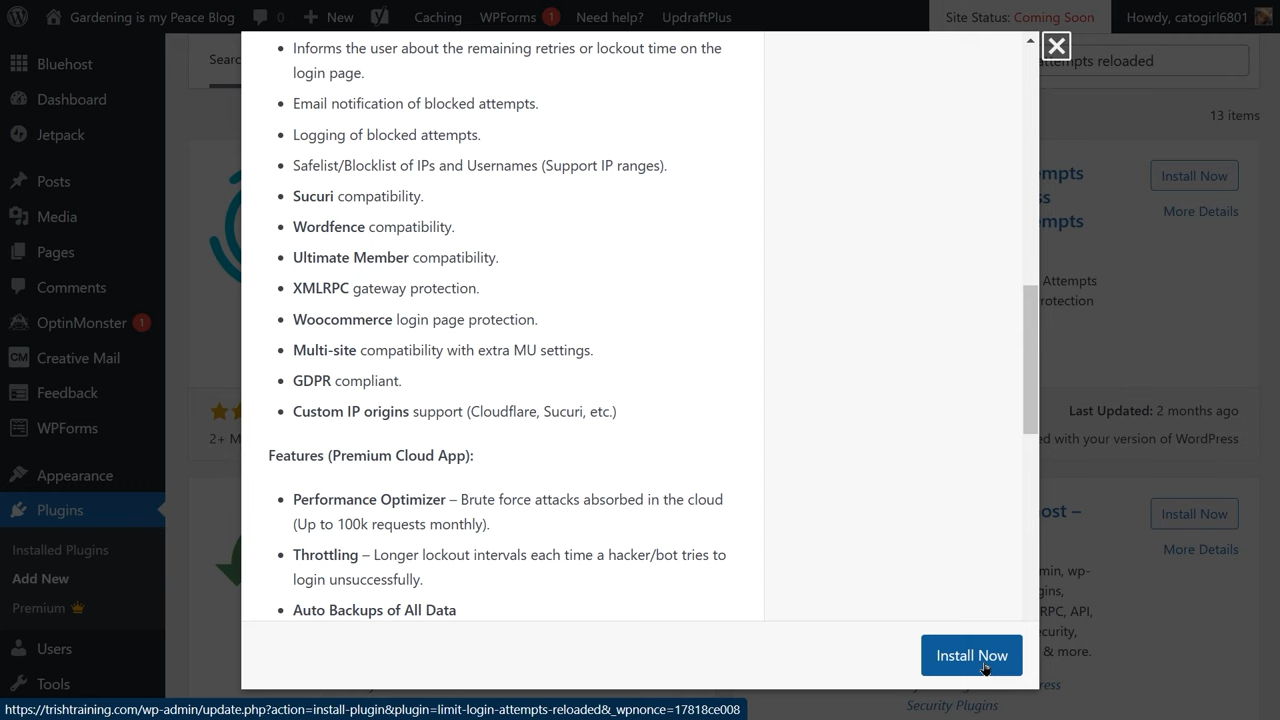 Gardening is my Peace Blog 0 New Caching WPForms 1 Need help? UpdraftPlus Site Status: Coming Soon Howdy, catogirl6801
Bluehost
Dashboard
Jetpack
Posts
Media
Pages
Comments
OptinMonster 1
CM Creative Mail
Feedback
WPForms
Appearance
Plugins
Installed Plugins
Add New
Premium
Users
Tools
Informs the user about the remaining retries or lockout time on the
login page.
Email notification of blocked attempts.
Logging of blocked attempts.
Safelist/Blocklist of IPs and Usernames (Support IP ranges).
Sucuri compatibility.
Wordfence compatibility.
Ultimate Member compatibility.
XMLRPC gateway protection.
Woocommerce login page protection.
Multi-site compatibility with extra MU settings.
GDPR compliant.
Custom IP origins support (Cloudflare, Sucuri, etc.)
Features (Premium Cloud App):
Performance Optimizer – Brute force attacks absorbed in the cloud
(Up to 100k requests monthly).
Throttling – Longer lockout intervals each time a hacker/bot tries to
login unsuccessfully.
Auto Backups of All Data
Install Now
Searc
attempts reloaded
13 items
empts
ss
tempts
Install Now
More Details
Attempts
rotection
2+ M
Last Updated: 2 months ago
ed with your version of WordPress
ost –
Install Now
More Details
min, wp-
gins,
RPC, API,
ecurity,
& more.
ess
Security Plugins
https://trishtraining.com/wp-admin/update.php?action=install-plugin&plugin=limit-login-attempts-reloaded&_wpnonce=17818ce008